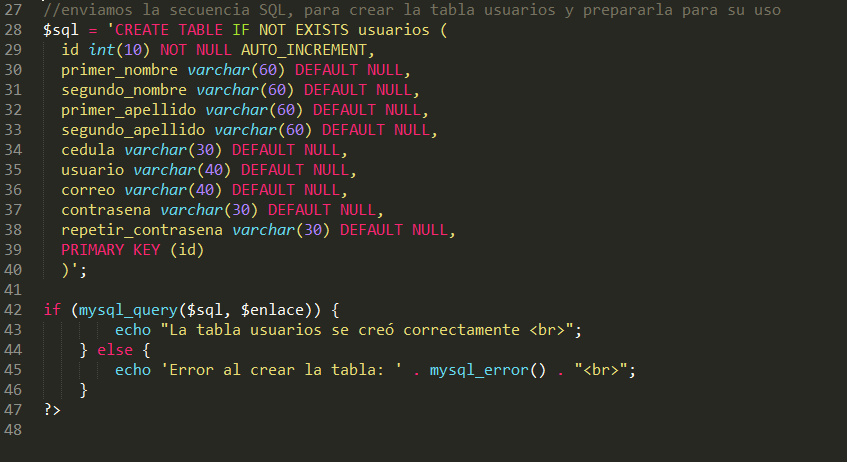 27 //enviamos la secuencia SQL, para crear la tabla usuarios y prepararla para su uso
28 $sql = 'CREATE TABLE IF NOT EXISTS usuarios (
29 id int(10) NOT NULL AUTO_INCREMENT,
30 primer_nombre varchar(60) DEFAULT NULL,
31 segundo_nombre varchar(60) DEFAULT NULL,
32 primer_apellido varchar(60) DEFAULT NULL,
33 segundo_apellido varchar(60) DEFAULT NULL,
34 cedula varchar(30) DEFAULT NULL,
35 usuario varchar(40) DEFAULT NULL,
36 correo varchar(40) DEFAULT NULL,
37 contrasena varchar(30) DEFAULT NULL,
38 repetir_contrasena varchar(30) DEFAULT NULL,
39 PRIMARY KEY (id)
40 )';
41
42 if (mysql_query($sql, $enlace)) {
43 echo "La tabla usuarios se creó correctamente <br>";
44 } else {
45 echo 'Error al crear la tabla: ' . mysql_error() . "<br>";
46 }
47 ?>
48